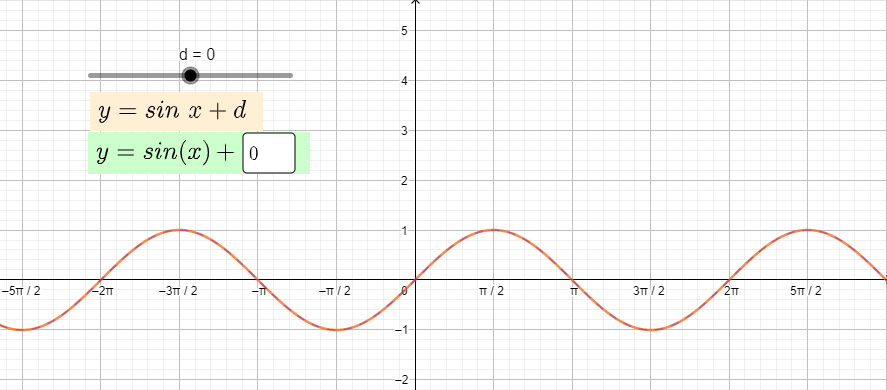 5
d = 0
4
y = sin x + d
3
y = sin(x) + 0
2
1
−5π / 2 −2π −3π / 2 −π −π / 2 0 π / 2 π 3π / 2 2π 5π / 2
−1
−2